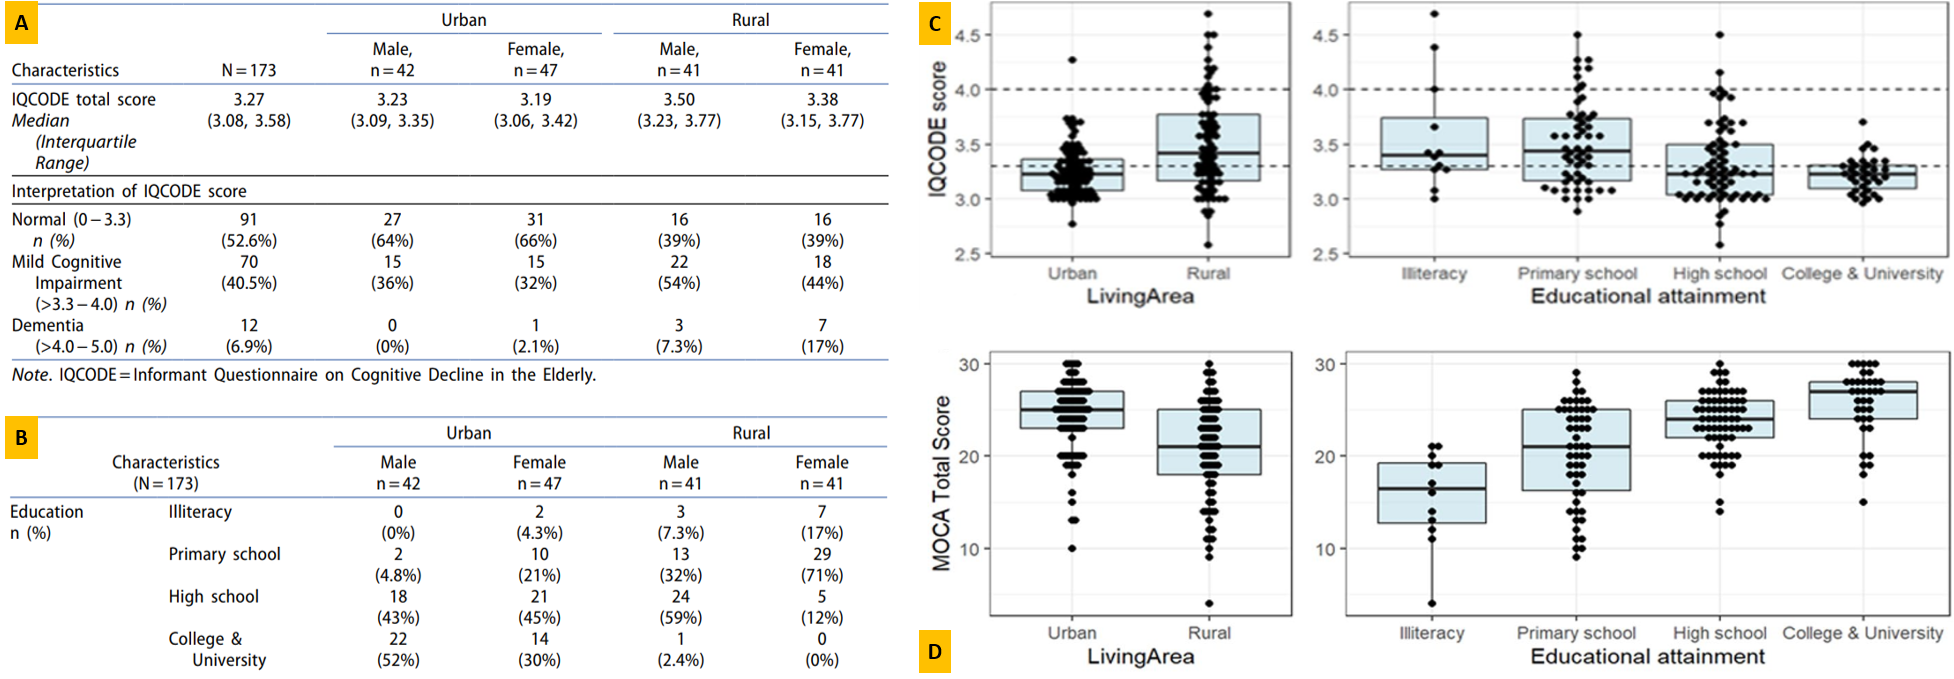 A
Urban Rural
Male, Female, Male, Female,
Characteristics N=173 n=42 n=47 n=41 n=41
IQCODE total score 3.27 3.23 3.19 3.50 3.38
Median (3.08, 3.58) (3.09, 3.35) (3.06, 3.42) (3.23, 3.77) (3.15, 3.77)
(Interquartile
Range)
Interpretation of IQCODE score
Normal (0−3.3) 91 27 31 16 16
n (%) (52.6%) (64%) (66%) (39%) (39%)
Mild Cognitive 70 15 15 22 18
Impairment (40.5%) (36%) (32%) (54%) (44%)
(>3.3−4.0) n (%)
Dementia 12 0 1 3 7
(>4.0−5.0) n (%) (6.9%) (0%) (2.1%) (7.3%) (17%)
Note. IQCODE=Informant Questionnaire on Cognitive Decline in the Elderly.
B
Urban Rural
Characteristics Male Female Male Female
(N=173) n=42 n=47 n=41 n=41
Education Illiteracy 0 2 3 7
n (%) (0%) (4.3%) (7.3%) (17%)
Primary school 2 10 13 29
(4.8%) (21%) (32%) (71%)
High school 18 21 24 5
(43%) (45%) (59%) (12%)
College & 22 14 1 0
University (52%) (30%) (2.4%) (0%)
C
IQCODE score
4.5
4.0
3.5
3.0
2.5
Urban Rural
LivingArea
4.5
4.0
3.5
3.0
2.5
Illiteracy Primary school High school College & University
Educational attainment
D
MOCA Total Score
30
20
10
Urban Rural
LivingArea
30
20
10
Illiteracy Primary school High school College & University
Educational attainment